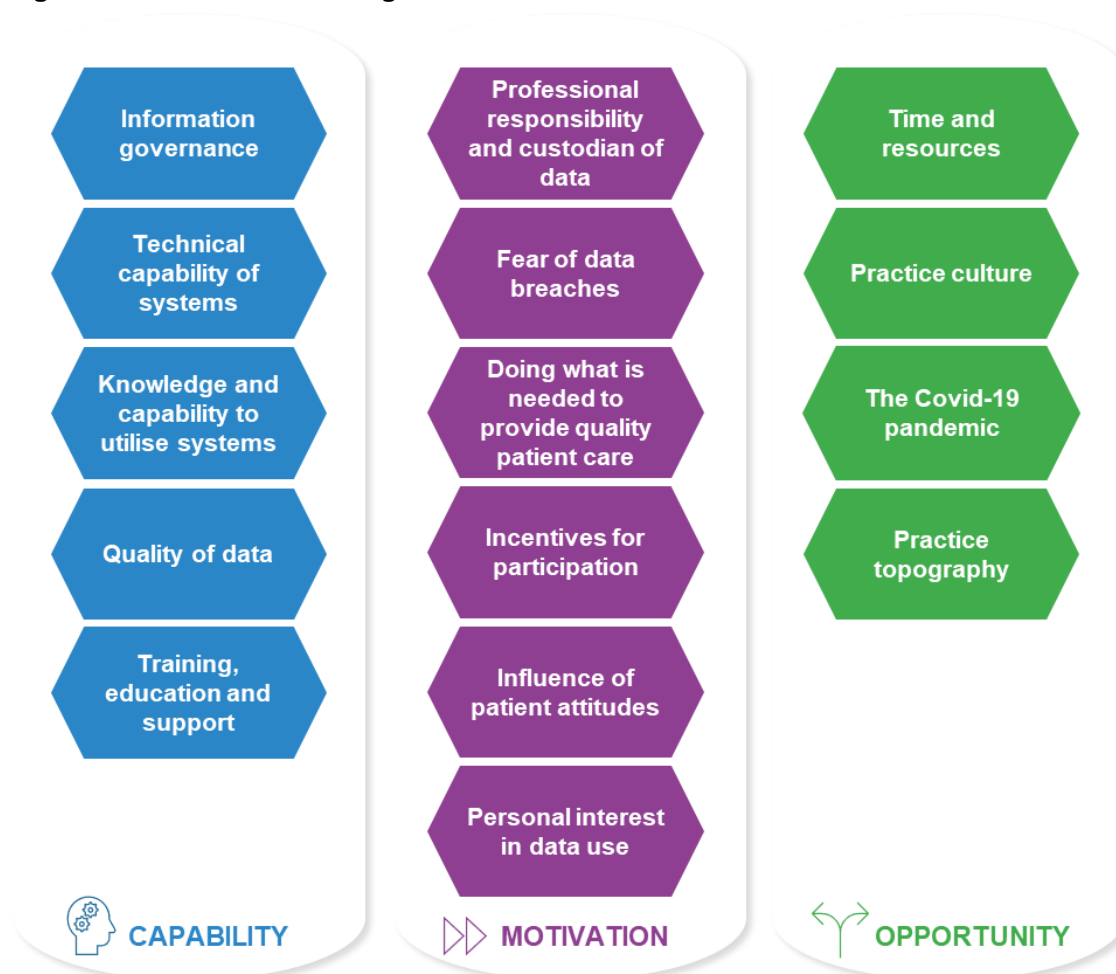 Information
governance
Technical
capability of
systems
Knowledge and
capability to
utilise systems
Quality of data
Training,
education and
support
CAPABILITY
Professional
responsibility
and custodian of
data
Fear of data
breaches
Doing what is
needed to
provide quality
patient care
Incentives for
participation
Influence of
patient attitudes
Personal interest
in data use
MOTIVATION
Time and
resources
Practice culture
The Covid-19
pandemic
Practice
topography
OPPORTUNITY